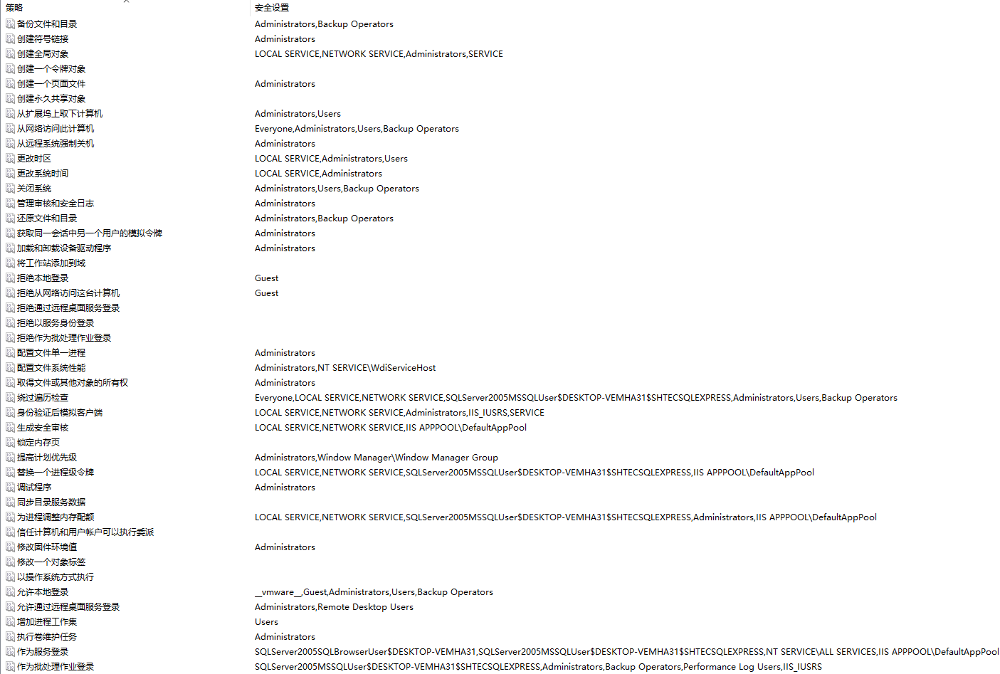 策略 安全设置
备份文件和目录 Administrators,Backup Operators
创建符号链接 Administrators
创建全局对象 LOCAL SERVICE,NETWORK SERVICE,Administrators,SERVICE
创建一个令牌对象
创建一个页面文件 Administrators
创建永久共享对象
从扩展坞上取下计算机 Administrators,Users
从网络访问此计算机 Everyone,Administrators,Users,Backup Operators
从远程系统强制关机 Administrators
更改时区 LOCAL SERVICE,Administrators,Users
更改系统时间 LOCAL SERVICE,Administrators
关闭系统 Administrators,Users,Backup Operators
管理审核和安全日志 Administrators
还原文件和目录 Administrators,Backup Operators
获取同一会话中另一个用户的模拟令牌 Administrators
加载和卸载设备驱动程序 Administrators
将工作站添加到域
拒绝本地登录 Guest
拒绝从网络访问这台计算机 Guest
拒绝通过远程桌面服务登录
拒绝以服务身份登录
拒绝作为批处理作业登录
配置文件单一进程 Administrators
配置文件系统性能 Administrators,NT SERVICE\WdiServiceHost
取得文件或其他对象的所有权 Administrators
绕过遍历检查 Everyone,LOCAL SERVICE,NETWORK SERVICE,SQLServer2005MSSQLUser$DESKTOP-VEMHA31$SHTECSQLEXPRESS,Administrators,Users,Backup Operators
身份验证后模拟客户端 LOCAL SERVICE,NETWORK SERVICE,Administrators,IIS_IUSRS,SERVICE
生成安全审核 LOCAL SERVICE,NETWORK SERVICE,IIS APPPOOL\DefaultAppPool
锁定内存页
提高计划优先级 Administrators,Window Manager\Window Manager Group
替换一个进程级令牌 LOCAL SERVICE,NETWORK SERVICE,SQLServer2005MSSQLUser$DESKTOP-VEMHA31$SHTECSQLEXPRESS,IIS APPPOOL\DefaultAppPool
调试程序 Administrators
同步目录服务数据
为进程调整内存配额 LOCAL SERVICE,NETWORK SERVICE,SQLServer2005MSSQLUser$DESKTOP-VEMHA31$SHTECSQLEXPRESS,Administrators,IIS APPPOOL\DefaultAppPool
信任计算机和用户帐户可以执行委派
修改固件环境值 Administrators
修改一个对象标签
以操作系统方式执行
允许本地登录 __vmware__,Guest,Administrators,Users,Backup Operators
允许通过远程桌面服务登录 Administrators,Remote Desktop Users
增加进程工作集 Users
执行卷维护任务 Administrators
作为服务登录 SQLServer2005SQLBrowserUser$DESKTOP-VEMHA31,SQLServer2005MSSQLUser$DESKTOP-VEMHA31$SHTECSQLEXPRESS,NT SERVICE\ALL SERVICES,IIS APPPOOL\DefaultAppPool
作为批处理作业登录 SQLServer2005MSSQLUser$DESKTOP-VEMHA31$SHTECSQLEXPRESS,Administrators,Backup Operators,Performance Log Users,IIS_IUSRS